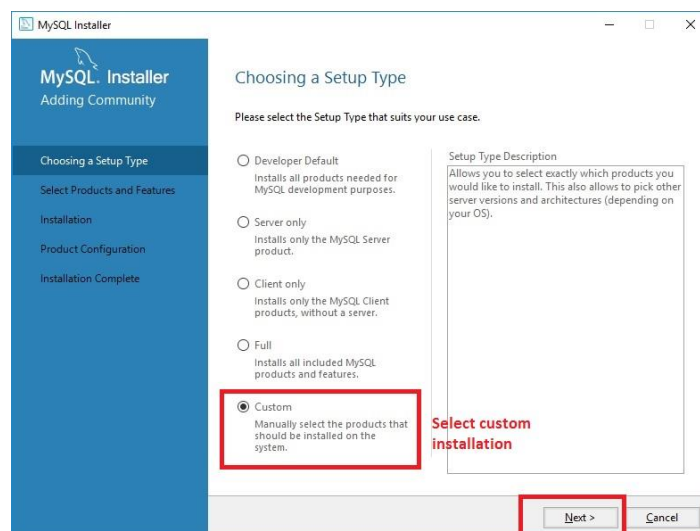 MySQL Installer
MySQL. Installer
Adding Community
Choosing a Setup Type
Select Products and Features
Installation
Product Configuration
Installation Complete
Choosing a Setup Type
Please select the Setup Type that suits your use case.
Developer Default
Installs all products needed for
MySQL development purposes.
Server only
Installs only the MySQL Server
product.
Client only
Installs only the MySQL Client
products, without a server.
Full
Installs all included MySQL
products and features.
Custom
Manually select the products that
should be installed on the
system.
Setup Type Description
Allows you to select exactly which products you
would like to install. This also allows to pick other
server versions and architectures (depending on
your OS).
Select custom
installation
Next >
Cancel